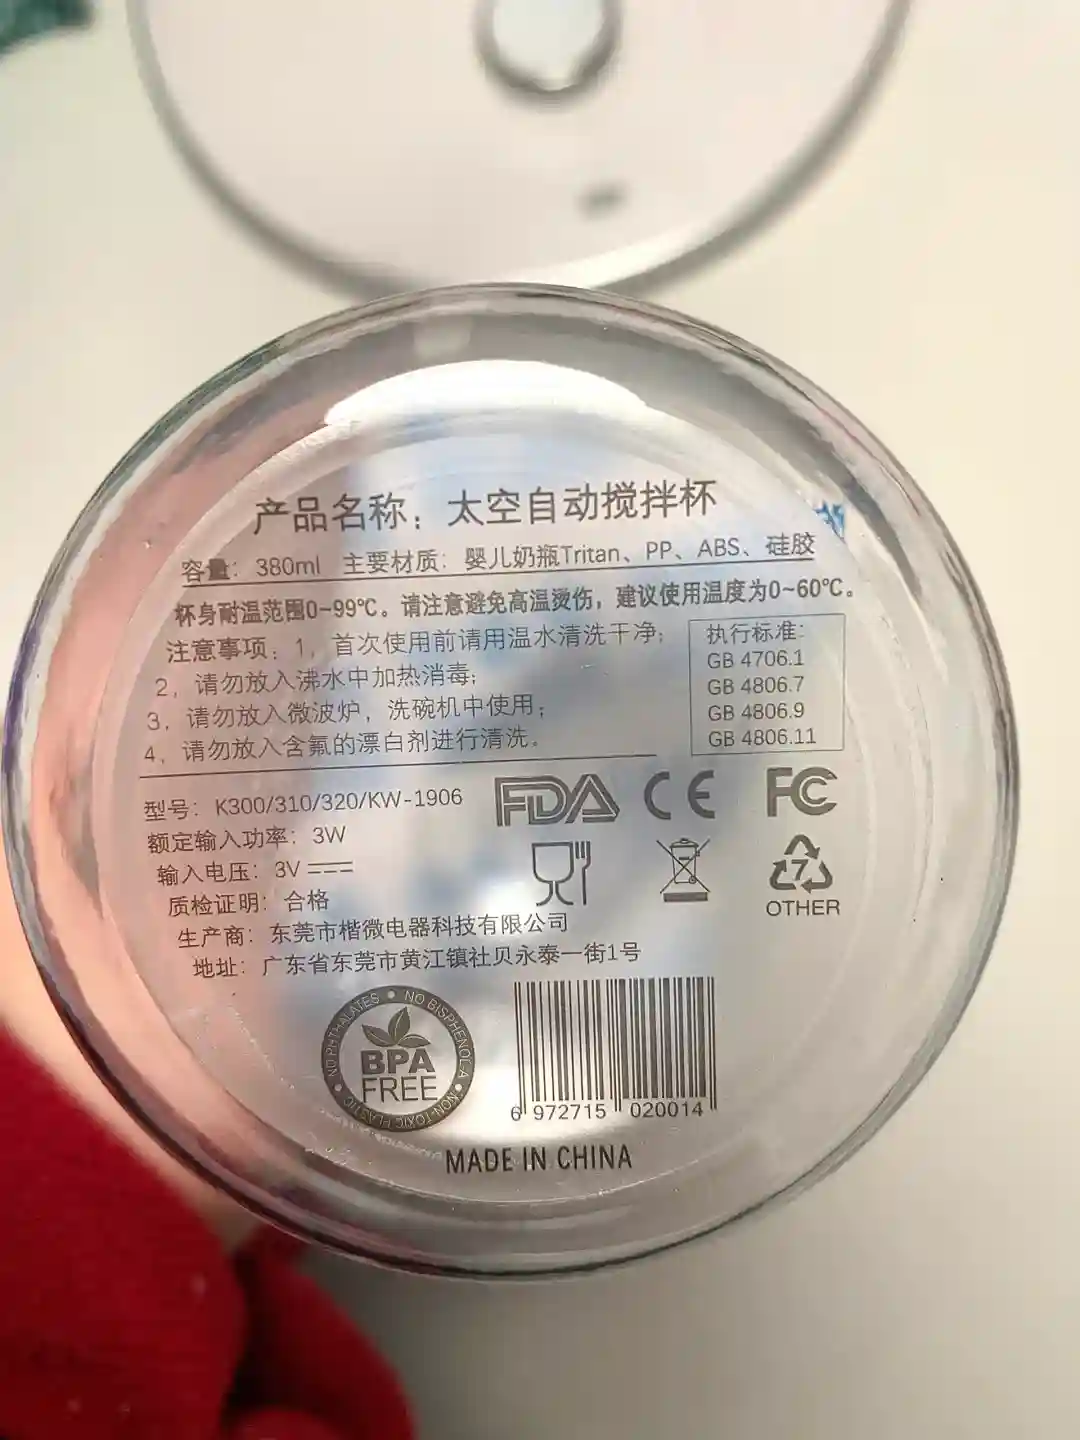 产品名称：太空自动搅拌杯
容量：380ml 主要材质：婴儿奶瓶Tritan、PP、ABS、硅胶
杯身耐温范围0~99℃。请注意避免高温烫伤，建议使用温度为0~60℃。
注意事项：1，首次使用前请用温水清洗干净；
2，请勿放入沸水中加热消毒；
3，请勿放入微波炉，洗碗机中使用；
4，请勿放入含氟的漂白剂进行清洗。
执行标准：
GB 4706.1
GB 4806.7
GB 4806.9
GB 4806.11
型号：K300/310/320/KW-1906
额定输入功率：3W
输入电压：3V
质检证明：合格
生产商：东莞市楷微电器科技有限公司
地址：广东省东莞市黄江镇社贝永泰一街1号
FDA CE FC
7
OTHER
NO PHTHALATES • NO BISPHENOL-A • NON-TOXIC PLASTIC •
BPA
FREE
6 972715 020014
MADE IN CHINA